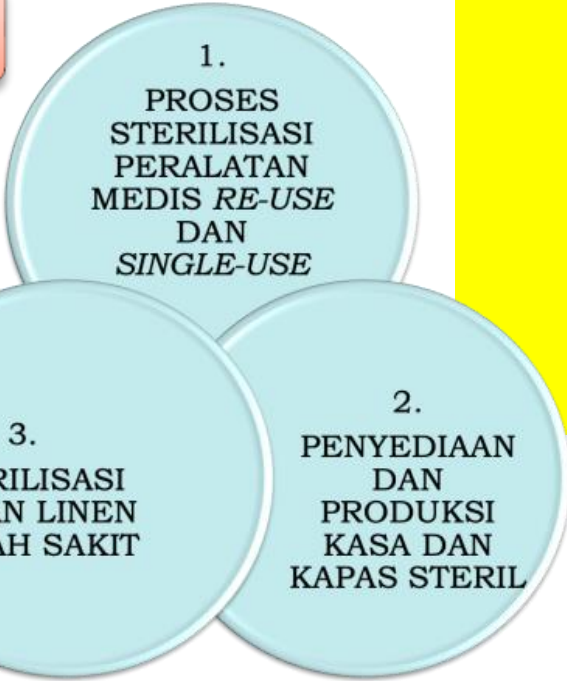 1.
PROSES
STERILISASI
PERALATAN
MEDIS RE-USE
DAN
SINGLE-USE
2.
PENYEDIAAN
DAN
PRODUKSI
KASA DAN
KAPAS STERIL
3.
RILISASI
N LINEN
AH SAKIT